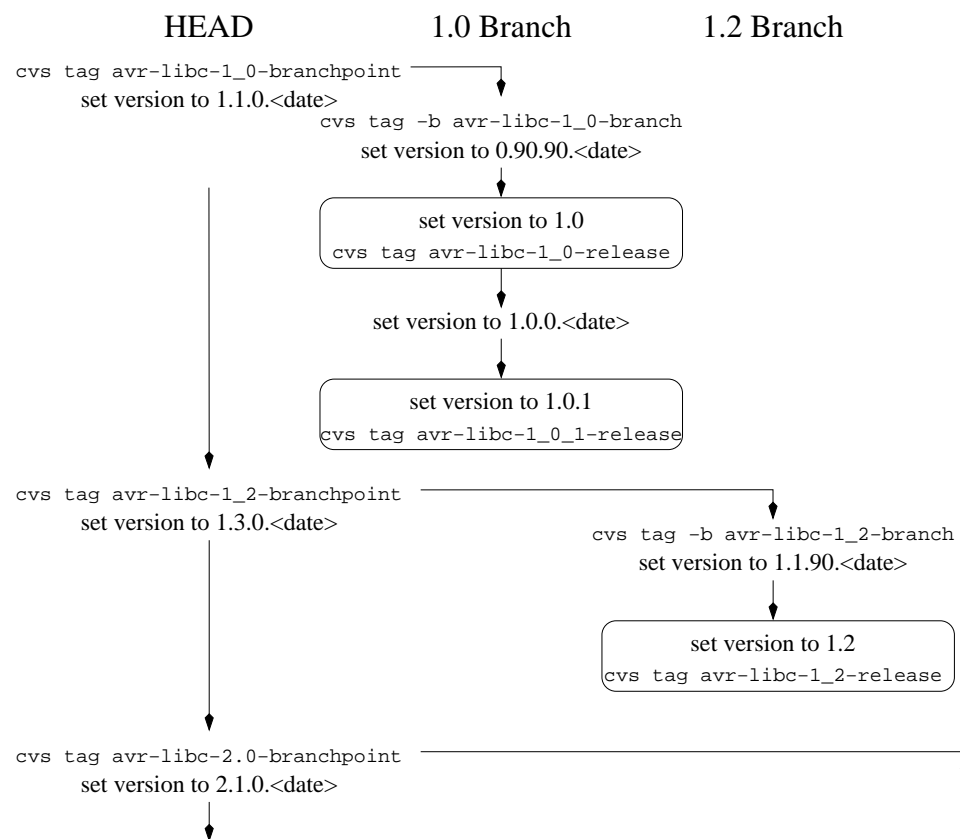 HEAD
1.0 Branch
1.2 Branch
cvs tag avr-libc-1_0-branchpoint
set version to 1.1.0.<date>
cvs tag -b avr-libc-1_0-branch
set version to 0.90.90.<date>
set version to 1.0
cvs tag avr-libc-1_0-release
set version to 1.0.0.<date>
set version to 1.0.1
cvs tag avr-libc-1_0_1-release
cvs tag avr-libc-1_2-branchpoint
set version to 1.3.0.<date>
cvs tag -b avr-libc-1_2-branch
set version to 1.1.90.<date>
set version to 1.2
cvs tag avr-libc-1_2-release
cvs tag avr-libc-2.0-branchpoint
set version to 2.1.0.<date>